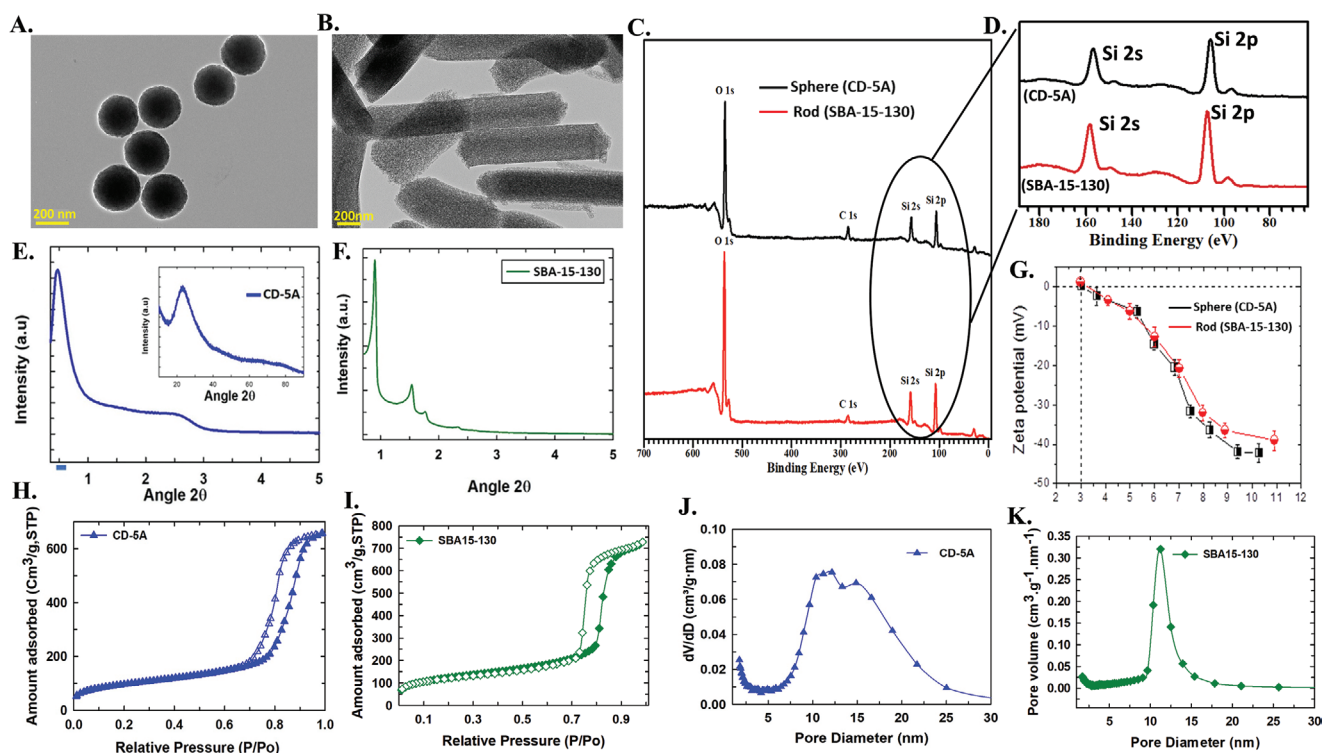 A.
200 nm
B.
200nm
C.
Sphere (CD-5A)
Rod (SBA-15-130)
O 1s
C 1s
Si 2s
Si 2p
O 1s
C 1s
Si 2s
Si 2p
700 600 500 400 300 200 100 0
Binding Energy (eV)
D.
Si 2s
Si 2p
(CD-5A)
Si 2s
Si 2p
(SBA-15-130)
180 160 140 120 100 80
Binding Energy (eV)
E.
Intensity (a.u)
CD-5A
Intensity (a.u)
20 40 60 80
Angle 2θ
1 2 3 4 5
Angle 2θ
F.
Intensity (a.u.)
SBA-15-130
1 2 3 4 5
Angle 2θ
G.
Zeta potential (mV)
Sphere (CD-5A)
Rod (SBA-15-130)
0
-10
-20
-30
-40
-50
2 3 4 5 6 7 8 9 10 11 12
H.
Amount adsorbed (Cm³/g,STP)
CD-5A
600
400
200
0
0.0 0.2 0.4 0.6 0.8 1.0
Relative Pressure (P/Po)
I.
Amount adsorbed (cm³/g,STP)
SBA15-130
800
700
600
500
400
300
200
100
0
0.1 0.3 0.4 0.6 0.7 0.9
Relative Pressure (P/Po)
J.
dV/dD (cm³/g·nm)
CD-5A
0.10
0.08
0.06
0.04
0.02
0.00
5 10 15 20 25 30
Pore Diameter (nm)
K.
Pore volume (cm³.g⁻¹.nm⁻¹)
SBA15-130
0.35
0.30
0.25
0.20
0.15
0.10
0.05
0.00
5 10 15 20 25 30
Pore Diameter (nm)